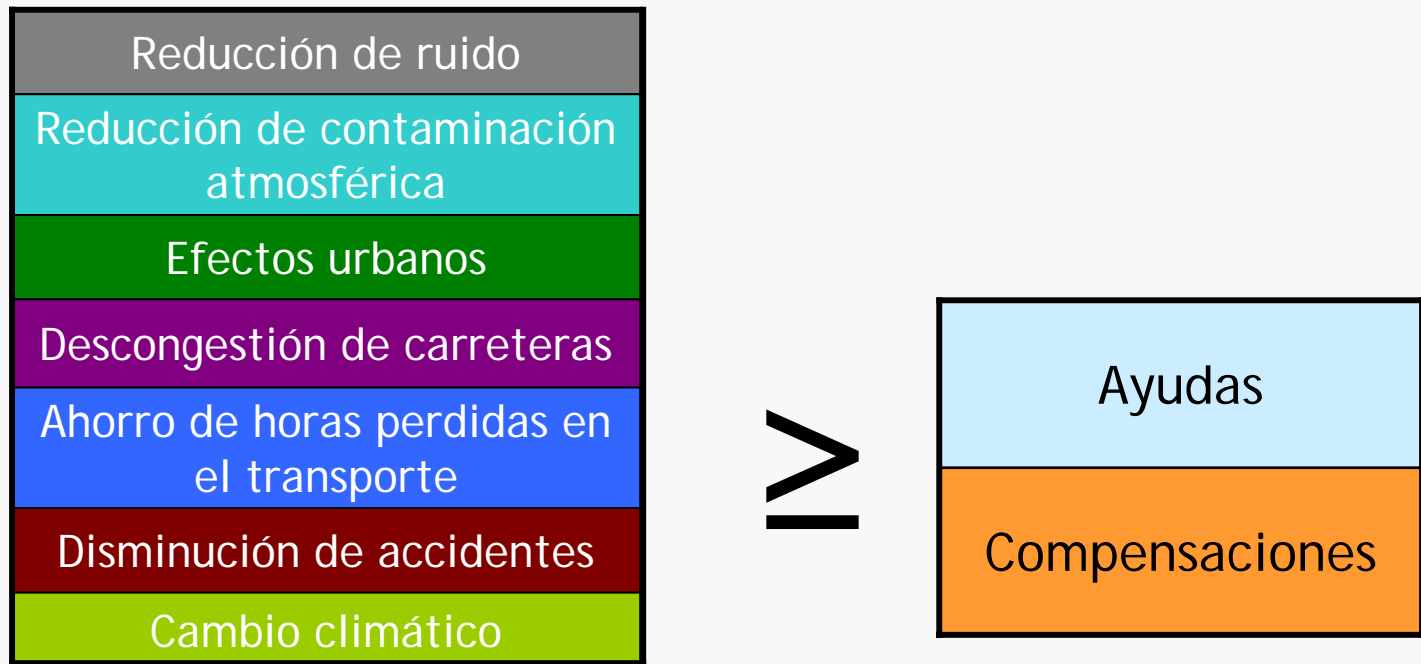 Reducción de ruido
Reducción de contaminación
atmosférica
Efectos urbanos
Descongestión de carreteras
Ahorro de horas perdidas en
el transporte
Disminución de accidentes
Cambio climático
≥
Ayudas
Compensaciones